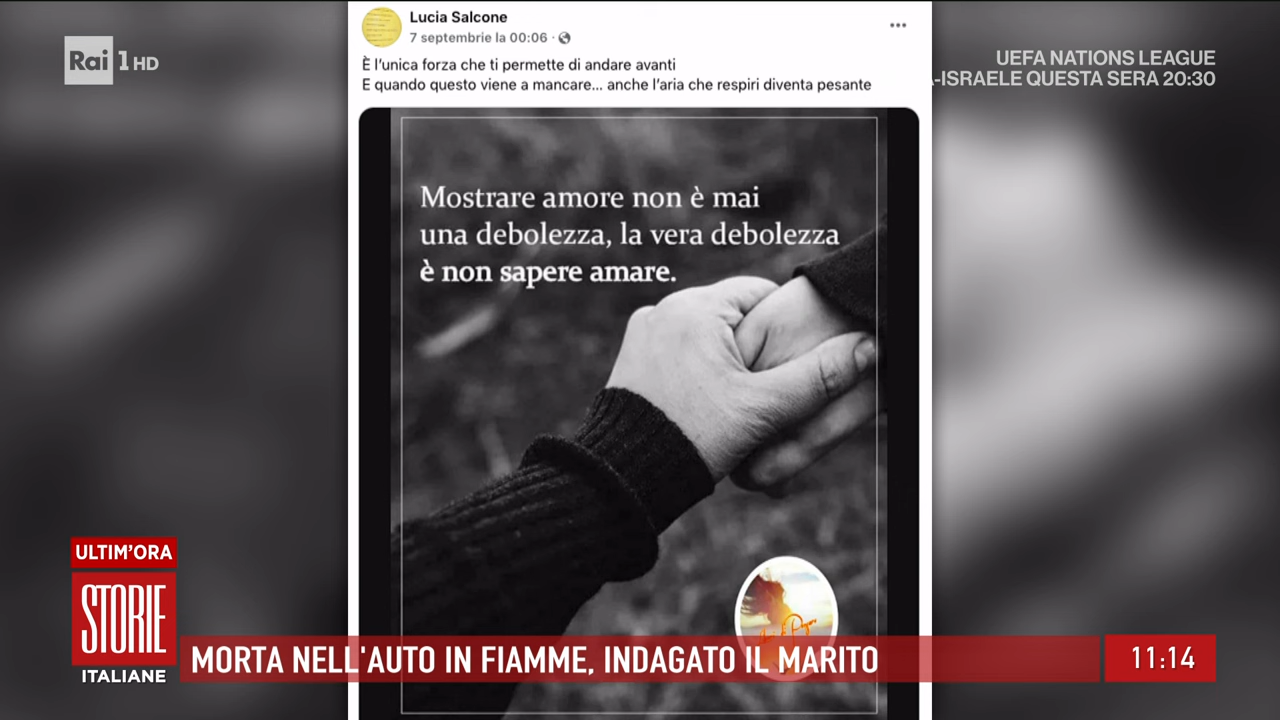 Lucia Salcone
7 septembrie la 00:06 ·
È l'unica forza che ti permette di andare avanti
E quando questo viene a mancare... anche l'aria che respiri diventa pesante
Rai 1 HD
UEFA NATIONS LEAGUE
-ISRAELE QUESTA SERA 20:30
Mostrare amore non è mai
una debolezza, la vera debolezza
è non sapere amare.
ULTIM'ORA
STORIE
ITALIANE
MORTA NELL'AUTO IN FIAMME, INDAGATO IL MARITO
11:14